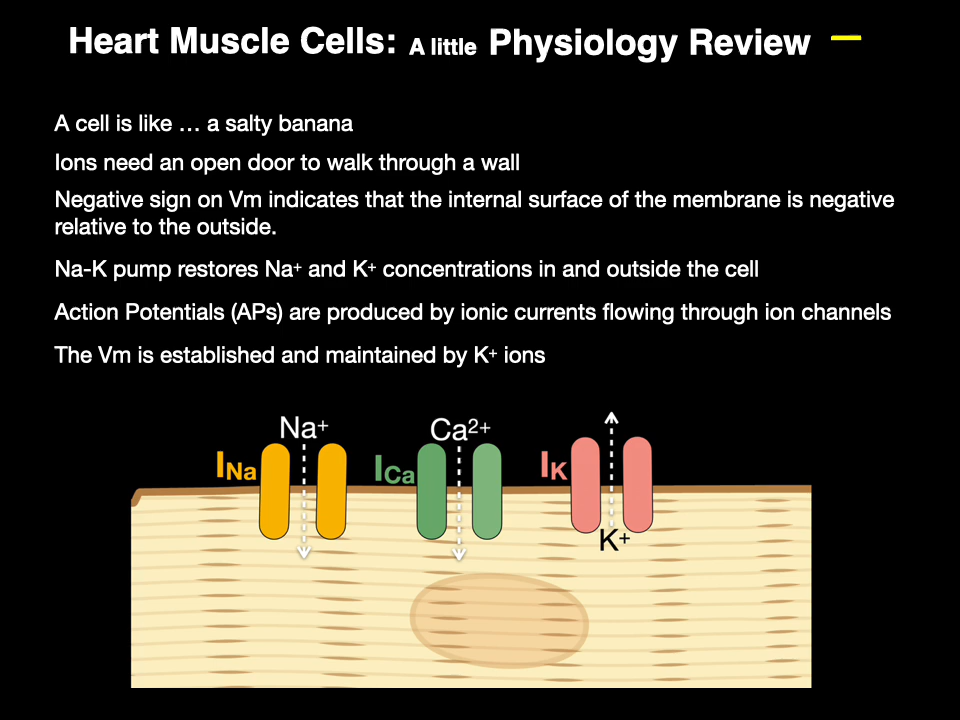 Heart Muscle Cells: A little Physiology Review
A cell is like … a salty banana
Ions need an open door to walk through a wall
Negative sign on Vm indicates that the internal surface of the membrane is negative
relative to the outside.
Na-K pump restores Na⁺ and K⁺ concentrations in and outside the cell
Action Potentials (APs) are produced by ionic currents flowing through ion channels
The Vm is established and maintained by K⁺ ions
Na⁺ Ca²⁺
INa ICa IK
K⁺